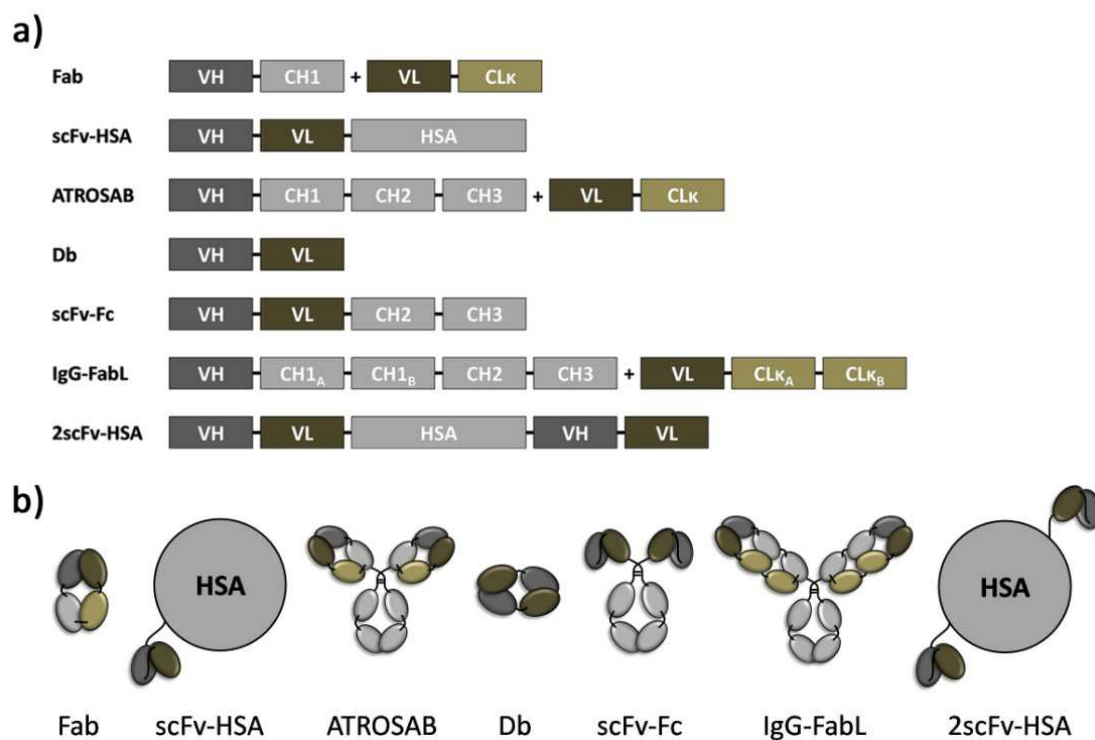 a)
Fab VH CH1 + VL CLκ
scFv-HSA VH VL HSA
ATROSAB VH CH1 CH2 CH3 + VL CLκ
Db VH VL
scFv-Fc VH VL CH2 CH3
IgG-FabL VH CH1A CH1B CH2 CH3 + VL CLκA CLκB
2scFv-HSA VH VL HSA VH VL
b)
HSA HSA
Fab scFv-HSA ATROSAB Db scFv-Fc IgG-FabL 2scFv-HSA